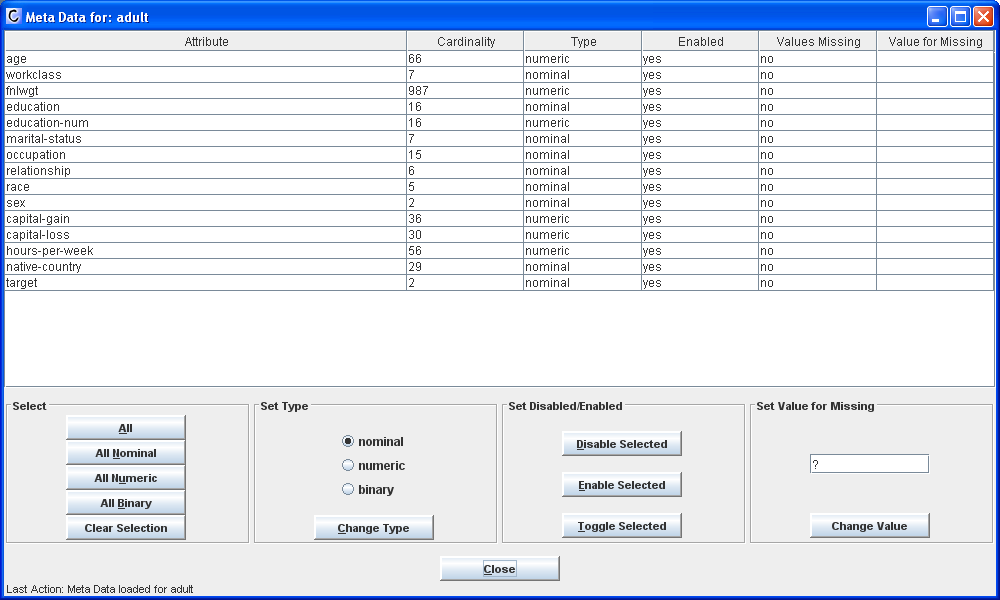 Meta Data for: adult
Attribute Cardinality Type Enabled Values Missing Value for Missing
age 66 numeric yes no
workclass 7 nominal yes no
fnlwgt 987 numeric yes no
education 16 nominal yes no
education-num 16 numeric yes no
marital-status 7 nominal yes no
occupation 15 nominal yes no
relationship 6 nominal yes no
race 5 nominal yes no
sex 2 nominal yes no
capital-gain 36 numeric yes no
capital-loss 30 numeric yes no
hours-per-week 56 numeric yes no
native-country 29 nominal yes no
target 2 nominal yes no
Select
All
All Nominal
All Numeric
All Binary
Clear Selection
Set Type
nominal
numeric
binary
Change Type
Set Disabled/Enabled
Disable Selected
Enable Selected
Toggle Selected
Set Value for Missing
?
Change Value
Close
Last Action: Meta Data loaded for adult